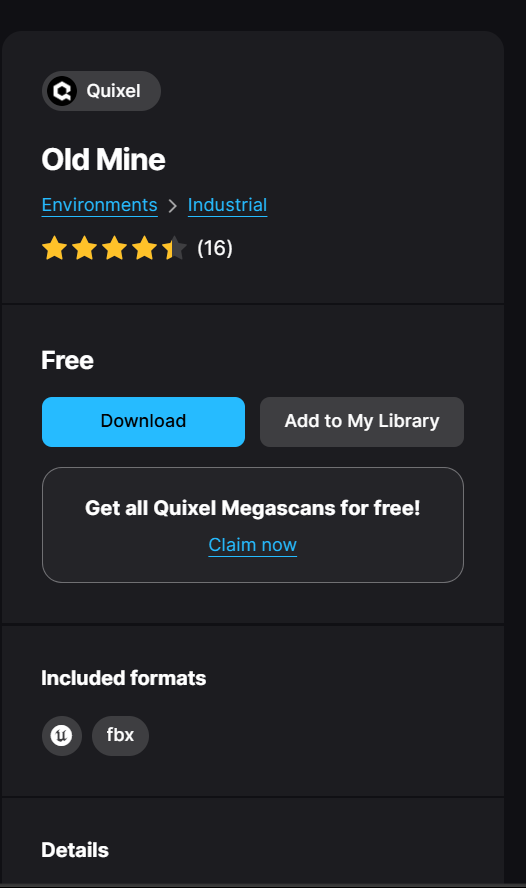 Quixel
Old Mine
Environments > Industrial
(16)
Free
Download
Add to My Library
Get all Quixel Megascans for free!
Claim now
Included formats
fbx
Details